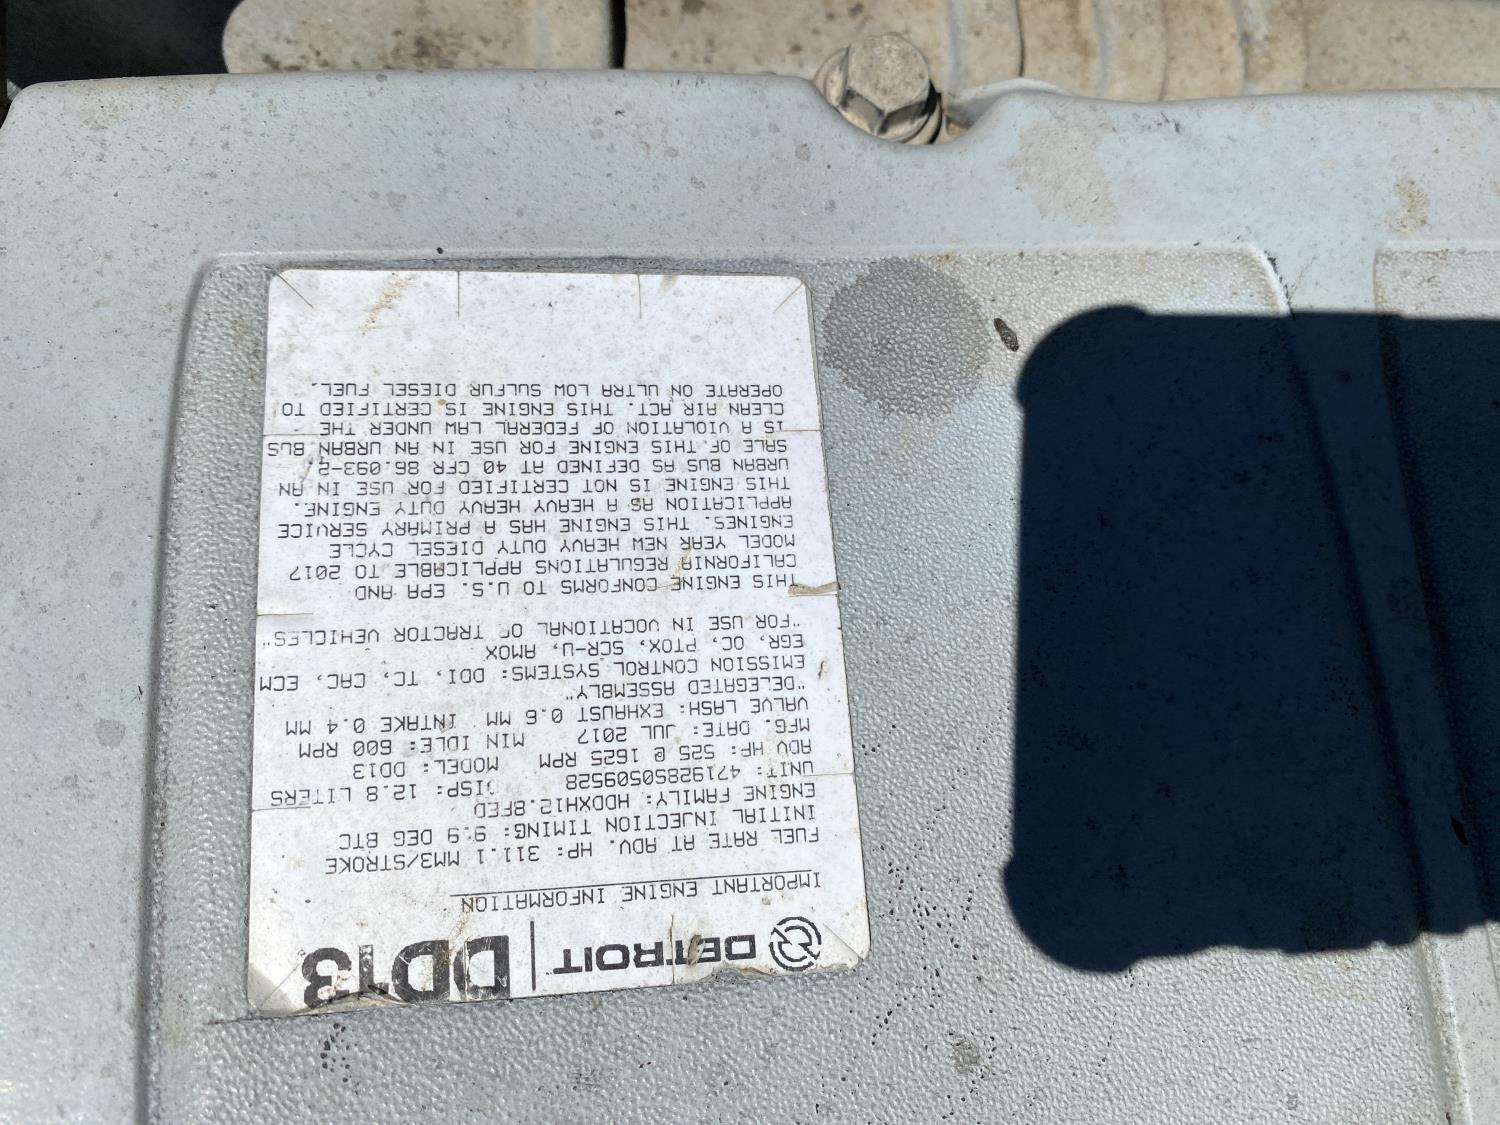 DETROIT | DD13
IMPORTANT ENGINE INFORMATION
FUEL RATE AT ADV. HP: 311.1 MM3/STROKE
INITIAL INJECTION TIMING: 9.9 DEG BTC
ENGINE FAMILY: HDDXH12.8FED
UNIT: 471928S0509528 DISP: 12.8 LITERS
ADV HP: 525 @ 1625 RPM MODEL: DD13
MFG. DATE: JUL 2017 MIN IDLE: 600 RPM
VALVE LASH: EXHAUST 0.6 MM INTAKE 0.4 MM
"DELEGATED ASSEMBLY"
EMISSION CONTROL SYSTEMS: DDI, TC, CAC, ECM
EGR, OC, PTOX, SCR-U, AMOX
"FOR USE IN VOCATIONAL OF TRACTOR VEHICLES"
THIS ENGINE CONFORMS TO U.S. EPA AND
CALIFORNIA REGULATIONS APPLICABLE TO 2017
MODEL YEAR NEW HEAVY DUTY DIESEL CYCLE
ENGINES. THIS ENGINE HAS A PRIMARY SERVICE
APPLICATION AS A HEAVY HEAVY DUTY ENGINE.
THIS ENGINE IS NOT CERTIFIED FOR USE IN AN
URBAN BUS AS DEFINED AT 40 CFR 86.093-2.
SALE OF THIS ENGINE FOR USE IN AN URBAN BUS
IS A VIOLATION OF FEDERAL LAW UNDER THE
CLEAN AIR ACT. THIS ENGINE IS CERTIFIED TO
OPERATE ON ULTRA LOW SULFUR DIESEL FUEL.